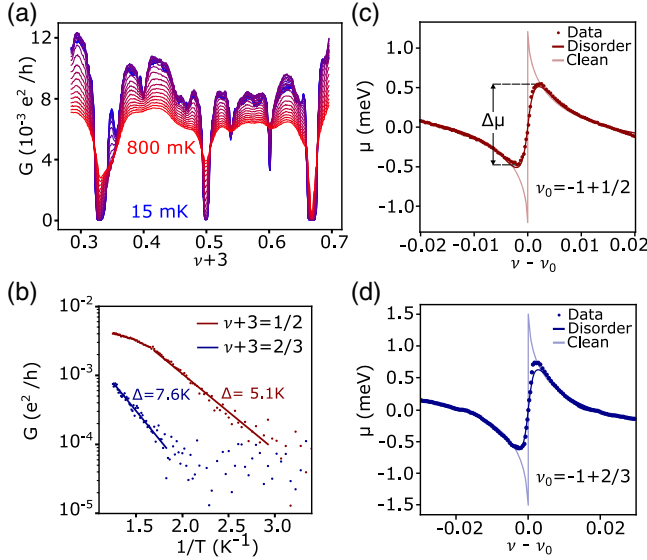 (a)
12
8
4
0
G (10⁻³ e² /h)
800 mK
15 mK
0.3 0.4 0.5 0.6 0.7
ν+3
(b)
10⁻²
10⁻³
10⁻⁴
10⁻⁵
G (e² /h)
ν+3=1/2
ν+3=2/3
Δ=7.6K
Δ= 5.1K
1.5 2.0 2.5 3.0
1/T (K⁻¹)
(c)
1.0
0.5
0.0
-0.5
-1.0
μ (meV)
Data
Disorder
Clean
Δμ
ν₀=-1+1/2
-0.02 -0.01 0.00 0.01 0.02
ν - ν₀
(d)
1.5
1.0
0.5
0.0
-0.5
-1.0
-1.5
μ (meV)
Data
Disorder
Clean
ν₀=-1+2/3
-0.02 0.00 0.02
ν - ν₀